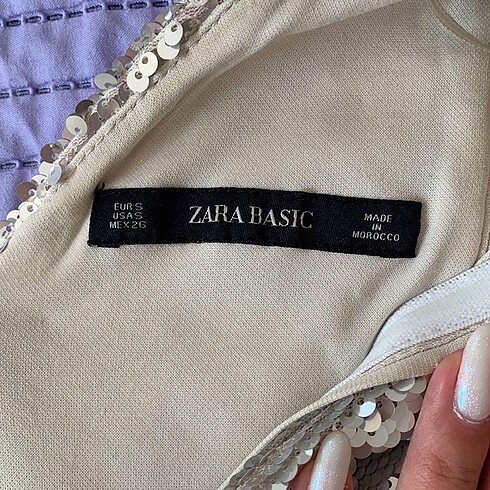 EUR S
USA S
MEX 26
ZARA BASIC
MADE
IN
MOROCCO